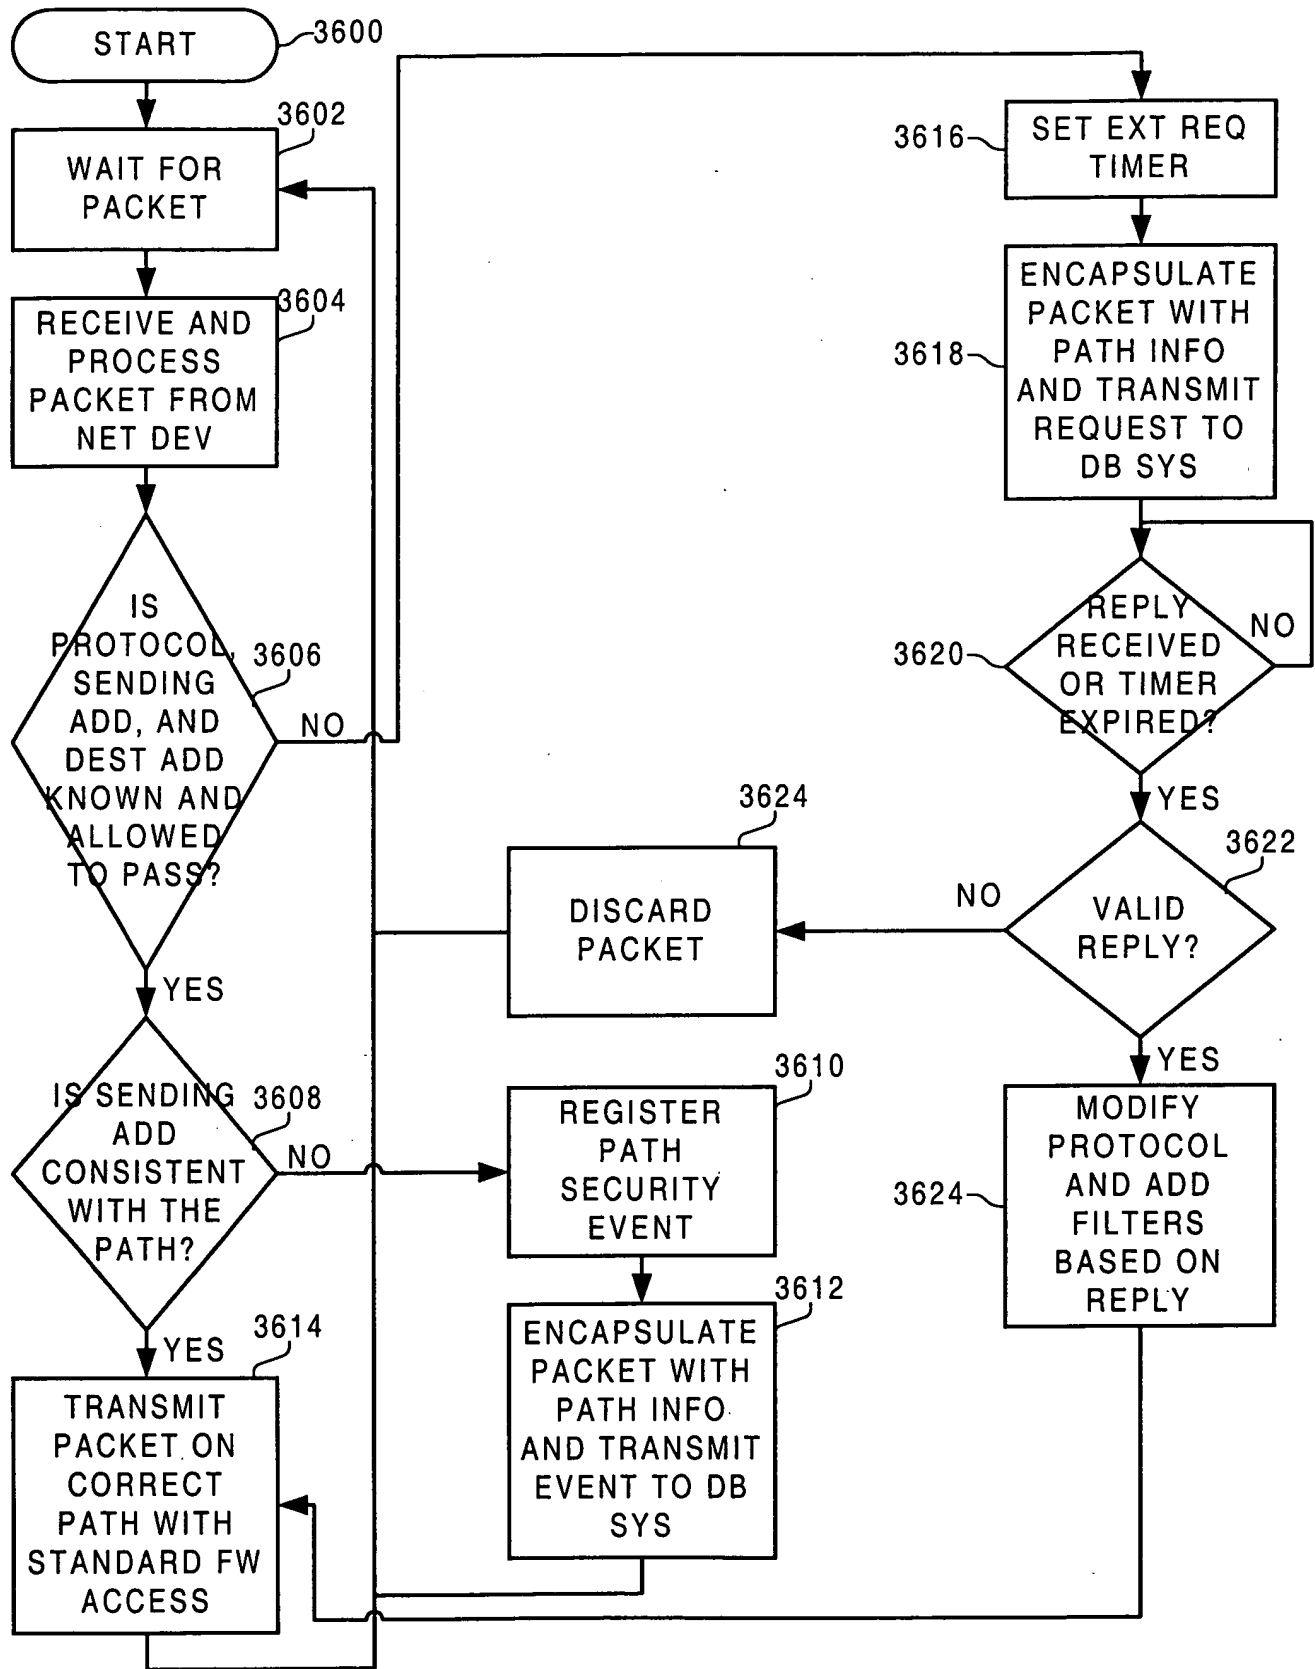 START
3600
3602
WAIT FOR
PACKET
3604
RECEIVE AND
PROCESS
PACKET FROM
NET DEV
IS
PROTOCOL,
SENDING
ADD, AND
DEST ADD
KNOWN AND
ALLOWED
TO PASS?
3606
NO
YES
IS SENDING
ADD
CONSISTENT
WITH THE
PATH?
3608
NO
YES
3614
TRANSMIT
PACKET ON
CORRECT
PATH WITH
STANDARD FW
ACCESS
3610
REGISTER
PATH
SECURITY
EVENT
3612
ENCAPSULATE
PACKET WITH
PATH INFO
AND TRANSMIT
EVENT TO DB
SYS
3616
SET EXT REQ
TIMER
3618
ENCAPSULATE
PACKET WITH
PATH INFO
AND TRANSMIT
REQUEST TO
DB SYS
3620
REPLY
RECEIVED
OR TIMER
EXPIRED?
NO
YES
3622
VALID
REPLY?
NO
3624
DISCARD
PACKET
YES
3624
MODIFY
PROTOCOL
AND ADD
FILTERS
BASED ON
REPLY